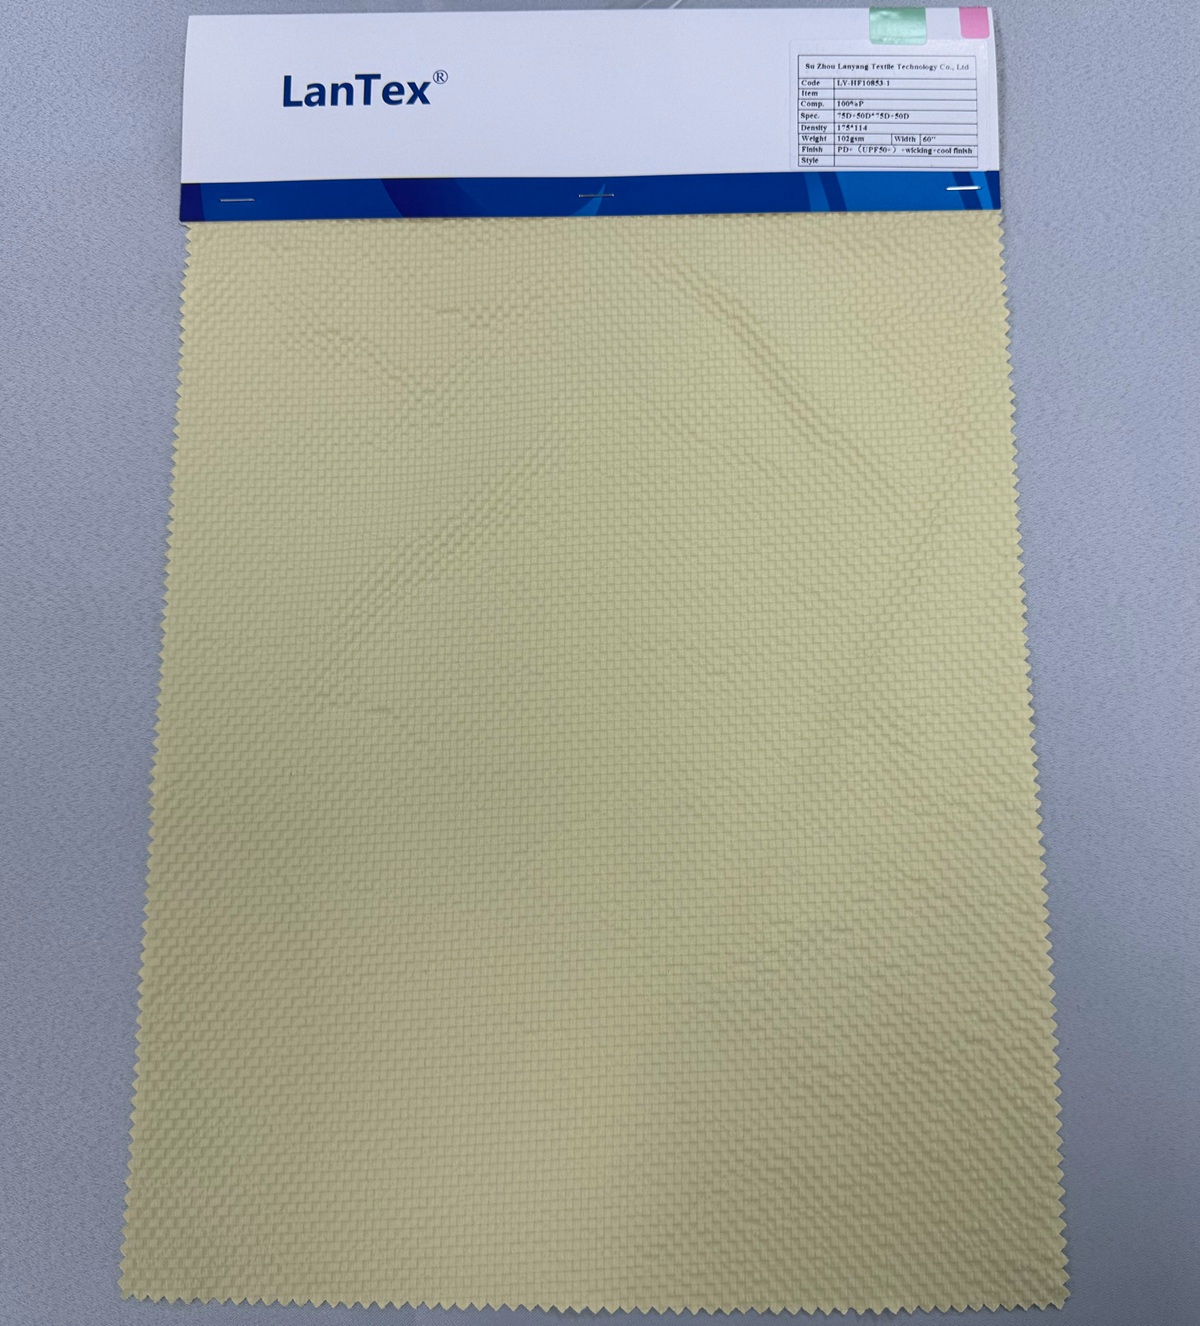 LanTex®
Su Zhou Lanyang Textile Technology Co., Ltd
Code LY-HF10853-1
Item
Comp. 100%P
Spec. 75D+50D*75D+50D
Density 175*114
Weight 102gsm Width 60"
Finish PD+（UPF50+）+wicking+cool finish
Style